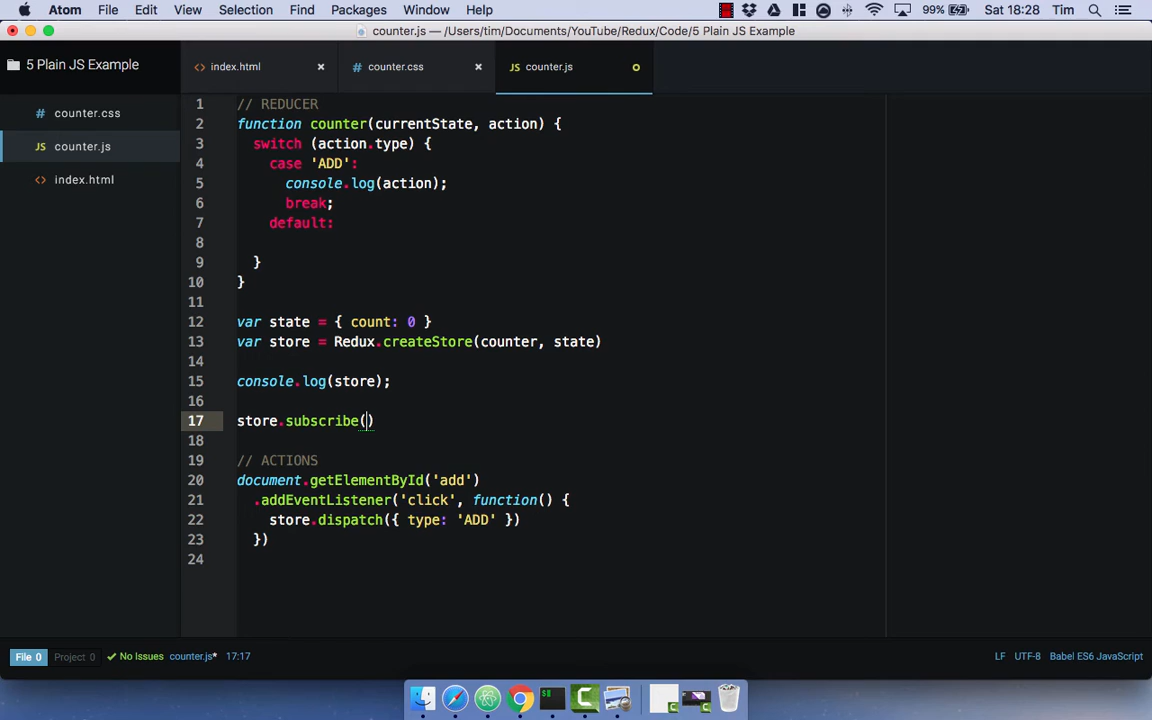 Atom File Edit View Selection Find Packages Window Help 99% Sat 18:28 Tim
counter.js — /Users/tim/Documents/YouTube/Redux/Code/5 Plain JS Example
5 Plain JS Example
<> index.html ×
# counter.css ×
JS counter.js
# counter.css
JS counter.js
<> index.html
1 // REDUCER
2 function counter(currentState, action) {
3 switch (action.type) {
4 case 'ADD':
5 console.log(action);
6 break;
7 default:
8
9 }
10 }
11
12 var state = { count: 0 }
13 var store = Redux.createStore(counter, state)
14
15 console.log(store);
16
17 store.subscribe()
18
19 // ACTIONS
20 document.getElementById('add')
21 .addEventListener('click', function() {
22 store.dispatch({ type: 'ADD' })
23 })
24
File 0 Project 0 ✓ No Issues counter.js* 17:17 LF UTF-8 Babel ES6 JavaScript